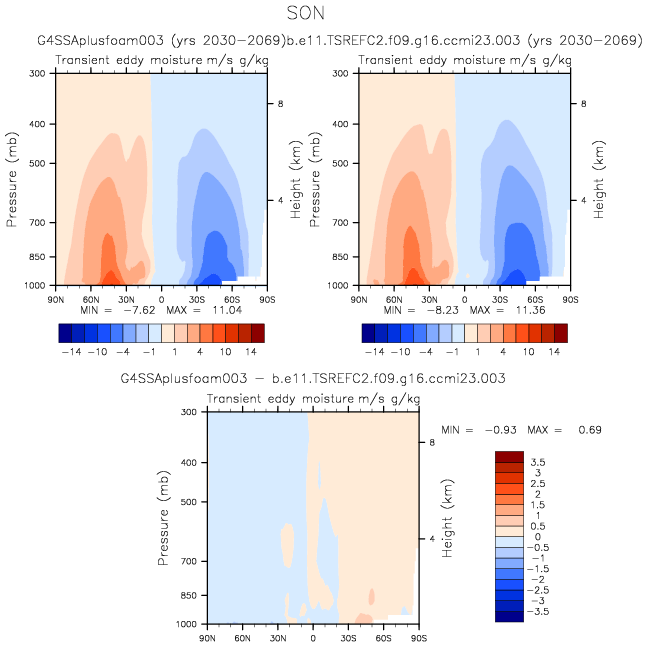 SON
G4SSAplusfoam003 (yrs 2030-2069)b.e11.TSREFC2.f09.g16.ccmi23.003 (yrs 2030-2069)
Transient eddy moisture m/s g/kg
300
400
500
700
850
1000
Pressure (mb)
8
4
Height (km)
90N 60N 30N 0 30S 60S 90S
MIN = -7.62 MAX = 11.04
-14 -10 -4 -1 1 4 10 14
Transient eddy moisture m/s g/kg
300
400
500
700
850
1000
Pressure (mb)
8
4
Height (km)
90N 60N 30N 0 30S 60S 90S
MIN = -8.23 MAX = 11.36
-14 -10 -4 -1 1 4 10 14
G4SSAplusfoam003 - b.e11.TSREFC2.f09.g16.ccmi23.003
Transient eddy moisture m/s g/kg
300
400
500
700
850
1000
Pressure (mb)
8
4
Height (km)
90N 60N 30N 0 30S 60S 90S
MIN = -0.93 MAX = 0.69
3.5
3
2.5
2
1.5
1
0.5
0
-0.5
-1
-1.5
-2
-2.5
-3
-3.5